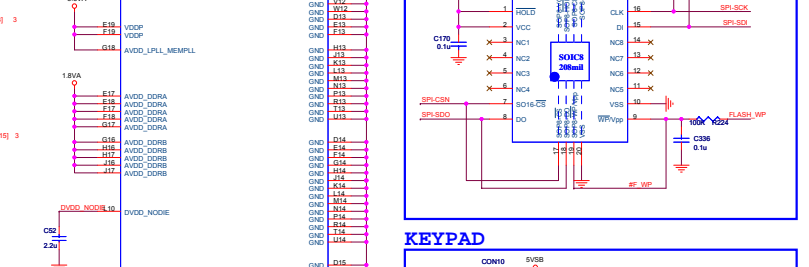 3
E19 VDDP
F19 VDDP
G18 AVDD_LPLL_MEMPLL
1.8VA
E17 AVDD_DDRA
E18 AVDD_DDRA
F17 AVDD_DDRA
F18 AVDD_DDRA
G17 AVDD_DDRA
G16 AVDD_DDRB
H16 AVDD_DDRB
H17 AVDD_DDRB
J16 AVDD_DDRB
J17 AVDD_DDRB
15] 3
DVDD_NODIE L10 DVDD_NODIE
C52
2.2u
GND V12
GND W12
GND D13
GND E13
GND F13
GND H13
GND J13
GND K13
GND L13
GND M13
GND N13
GND P13
GND R13
GND T13
GND U13
GND D14
GND E14
GND F14
GND G14
GND H14
GND J14
GND K14
GND L14
GND M14
GND N14
GND P14
GND R14
GND T14
GND U14
GND D15
1 HOLD CLK 16 SPI-SCK
2 VCC DI 15 SPI-SDI
C170
0.1u
3 NC1 NC8 14
4 NC2 NC7 13
5 NC3 NC6 12
6 NC4 NC5 11
SOIC8
208mil
SPI-CSN 7 SO16-CS VSS 10
SPI-SDO 8 DO WP/Vpp 9
100R R224 FLASH_WP
C336
0.1u
17 18 19 20
#F_WP
KEYPAD
CON10 5VSB